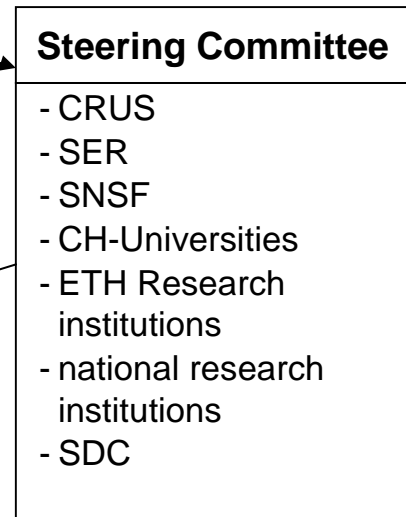 Steering Committee
- CRUS
- SER
- SNSF
- CH-Universities
- ETH Research
institutions
- national research
institutions
- SDC